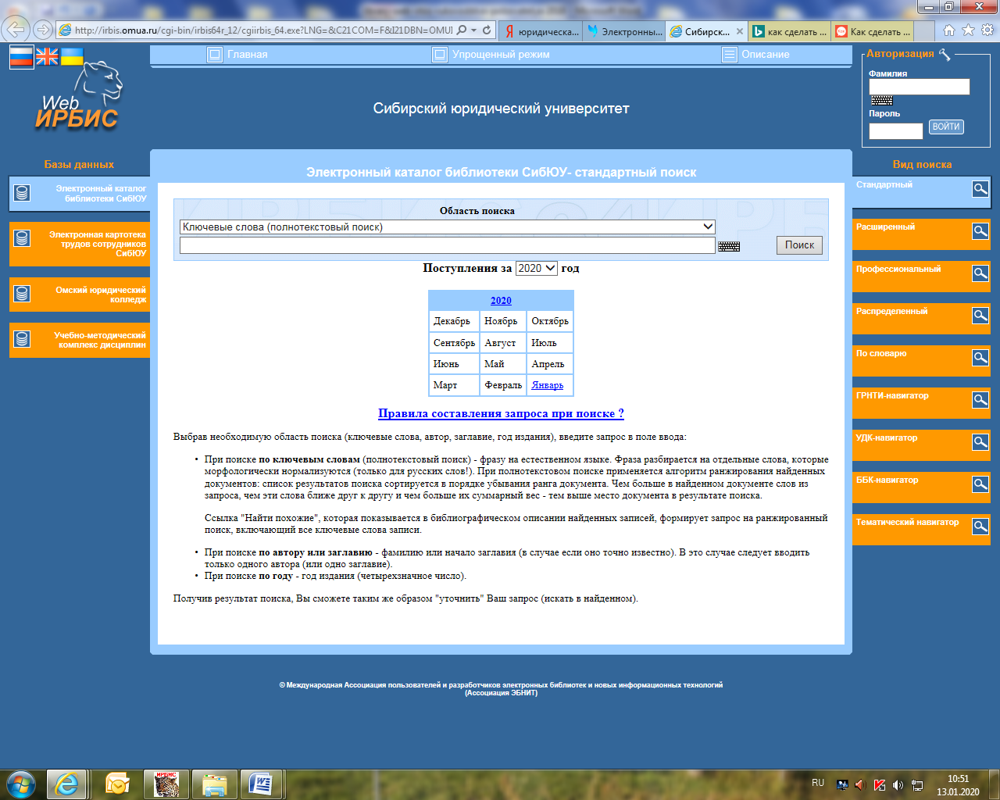 http://irbis.omua.ru/cgi-bin/irbis64r_12/cgiirbis_64.exe?LNG=&C21COM=F&I21DBN=OMUI
юридическа...
Электронны...
Сибирск...
как сделать ...
Как сделать ...
Web
ИРБИС
Главная
Упрощенный режим
Описание
Сибирский юридический университет
Авторизация
Фамилия
Пароль
ВОЙТИ
Базы данных
Электронный каталог
библиотеки СибЮУ
Электронная картотека
трудов сотрудников
СибЮУ
Омский юридический
колледж
Учебно-методический
комплекс дисциплин
Электронный каталог библиотеки СибЮУ- стандартный поиск
Область поиска
Ключевые слова (полнотекстовый поиск)
Поиск
Поступления за 2020 год
2020
Декабрь Ноябрь Октябрь
Сентябрь Август Июль
Июнь Май Апрель
Март Февраль Январь
Правила составления запроса при поиске ?
Выбрав необходимую область поиска (ключевые слова, автор, заглавие, год издания), введите запрос в поле ввода:
• При поиске по ключевым словам (полнотекстовый поиск) - фразу на естественном языке. Фраза разбирается на отдельные слова, которые
морфологически нормализуются (только для русских слов!). При полнотекстовом поиске применяется алгоритм ранжирования найденных
документов: список результатов поиска сортируется в порядке убывания ранга документа. Чем больше в найденном документе слов из
запроса, чем эти слова ближе друг к другу и чем больше их суммарный вес - тем выше место документа в результате поиска.
Ссылка "Найти похожие", которая показывается в библиографическом описании найденных записей, формирует запрос на ранжированный
поиск, включающий все ключевые слова записи.
• При поиске по автору или заглавию - фамилию или начало заглавия (в случае если оно точно известно). В это случае следует вводить
только одного автора (или одно заглавие).
• При поиске по году - год издания (четырехзначное число).
Получив результат поиска, Вы сможете таким же образом "уточнить" Ваш запрос (искать в найденном).
Вид поиска
Стандартный
Расширенный
Профессиональный
Распределенный
По словарю
ГРНТИ-навигатор
УДК-навигатор
ББК-навигатор
Тематический навигатор
© Международная Ассоциация пользователей и разработчиков электронных библиотек и новых информационных технологий
(Ассоциация ЭБНИТ)
ИРБИС
RU
10:51
13.01.2020